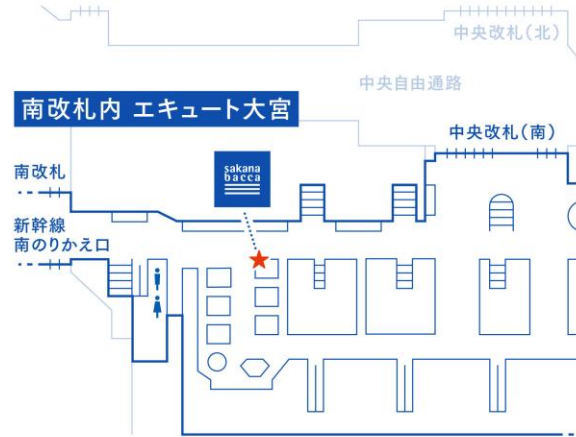 中央改札(北)
中央自由通路
南改札内 エキュート大宮
中央改札(南)
sakana
bacca
南改札
新幹線
南のりかえ口